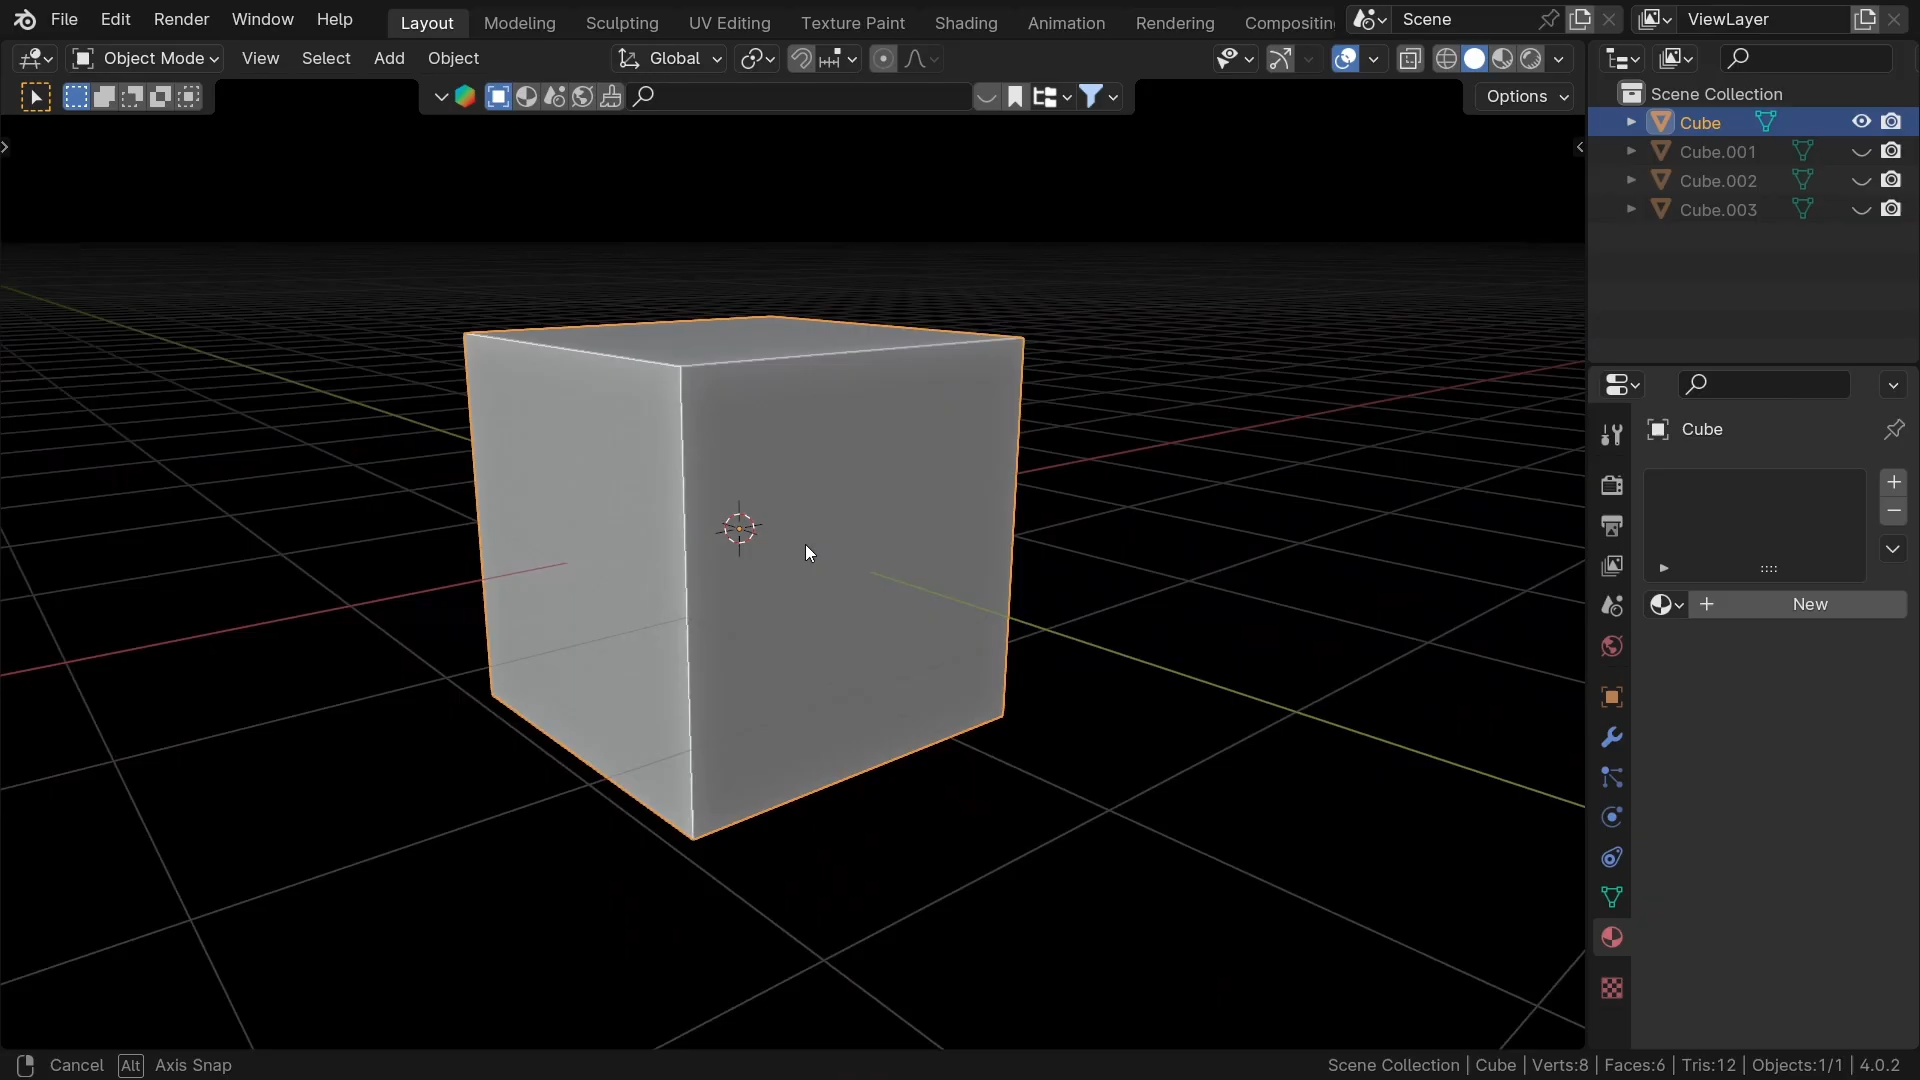 File Edit Render Window Help Layout Modeling Sculpting UV Editing Texture Paint Shading Animation Rendering Compositin Scene ViewLayer
Object Mode View Select Add Object Global
Options
Scene Collection
Cube
Cube.001
Cube.002
Cube.003
Cube
New
Cancel Alt Axis Snap Scene Collection | Cube | Verts:8 | Faces:6 | Tris:12 | Objects:1/1 | 4.0.2